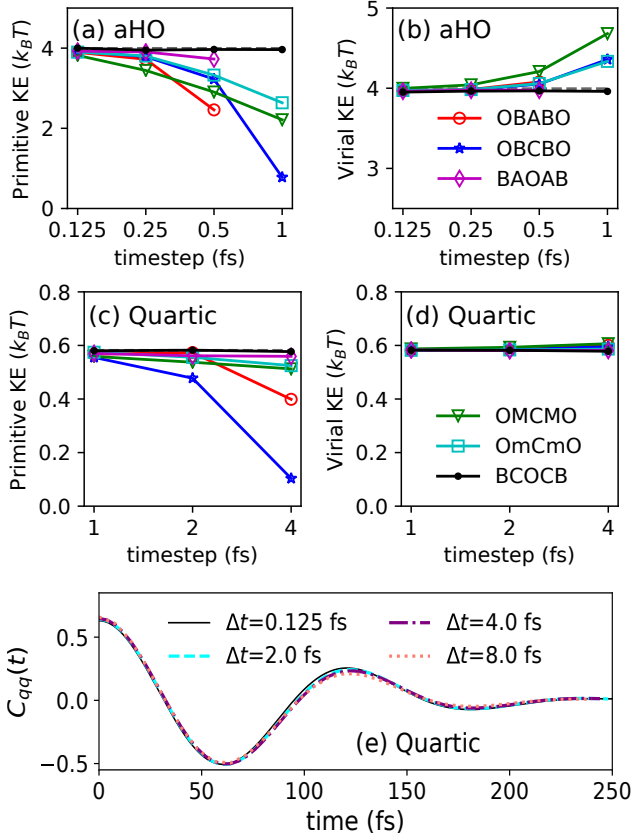 (a) aHO
Primitive KE (k_BT)
4
2
0
0.125 0.25 0.5 1
timestep (fs)
(b) aHO
Virial KE (k_BT)
5
4
3
OBABO
OBCBO
BAOAB
0.125 0.25 0.5 1
timestep (fs)
(c) Quartic
Primitive KE (k_BT)
0.8
0.6
0.4
0.2
0.0
1 2 4
timestep (fs)
(d) Quartic
Virial KE (k_BT)
0.8
0.6
0.4
0.2
0.0
OMCMO
OmCmO
BCOCB
1 2 4
timestep (fs)
C_qq(t)
0.5
0.0
−0.5
Δt=0.125 fs
Δt=2.0 fs
Δt=4.0 fs
Δt=8.0 fs
(e) Quartic
0 50 100 150 200 250
time (fs)